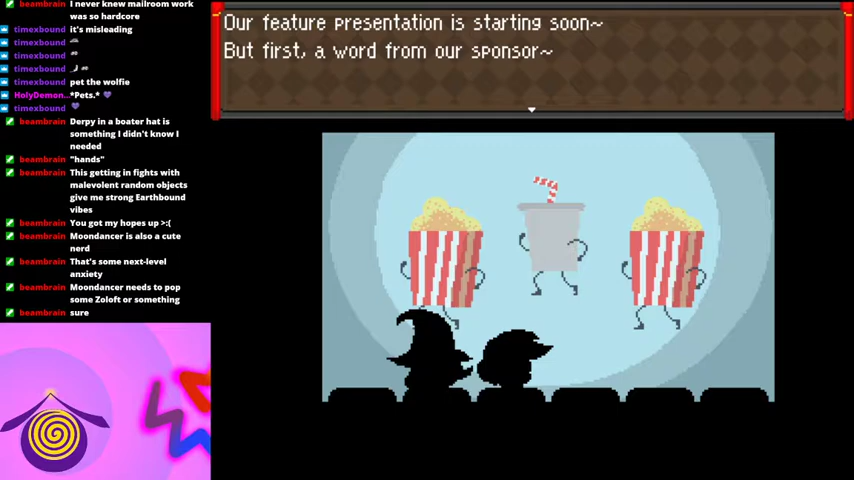 beambrain I never knew mailroom work
was so hardcore
timexbound it's misleading
timexbound
timexbound
timexbound
timexbound pet the wolfie
HolyDemon... *Pets.*
timexbound
beambrain
Derpy in a boater hat is
something I didn't know I
needed
beambrain "hands"
beambrain This getting in fights with
malevolent random objects
give me strong Earthbound
vibes
beambrain You got my hopes up >:(
beambrain Moondancer is also a cute
nerd
beambrain That's some next-level
anxiety
beambrain Moondancer needs to pop
some Zoloft or something
beambrain sure
Our feature presentation is starting soon~
But first, a word from our sponsor~